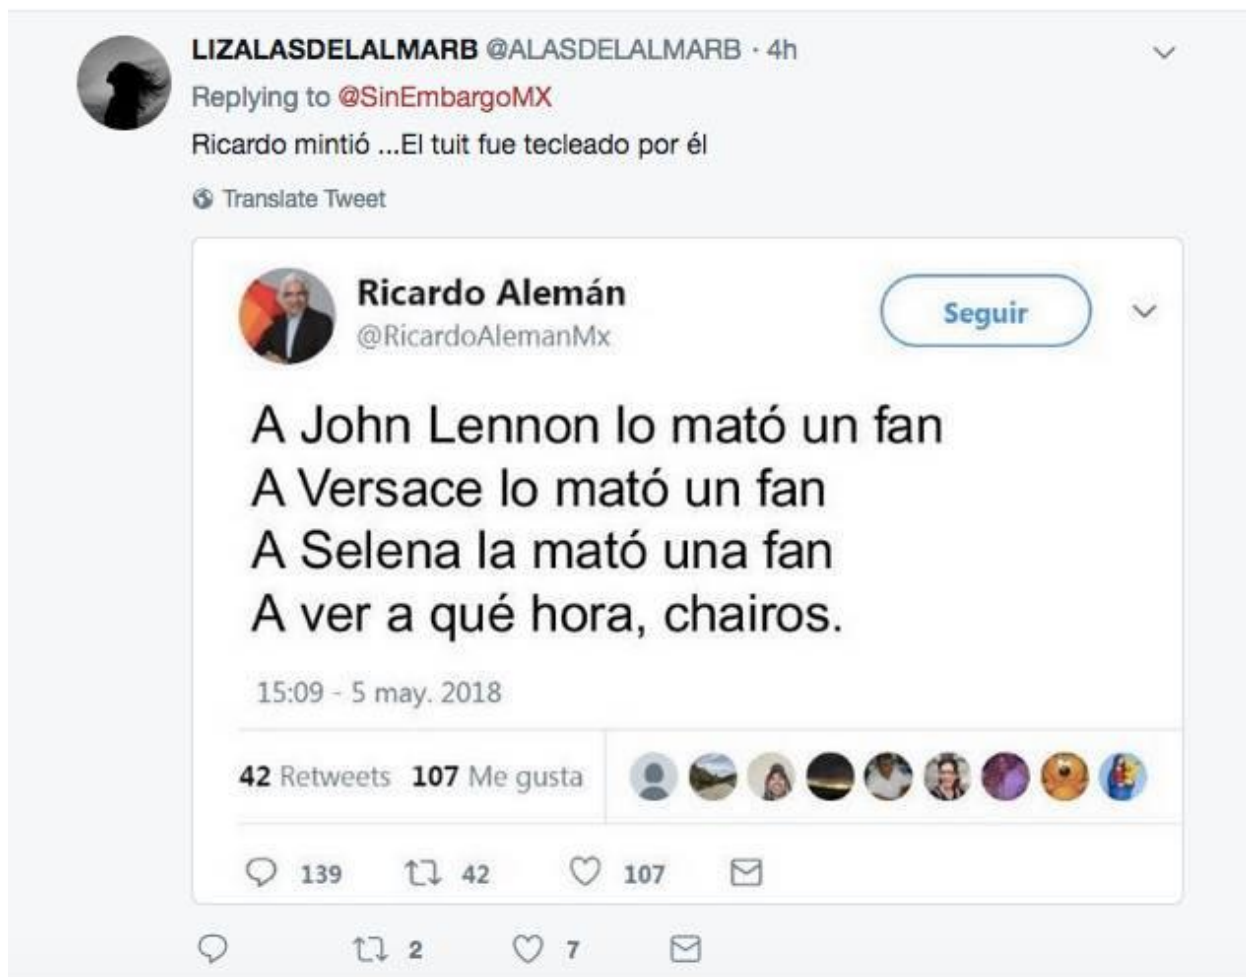 LIZALASDELALMARB @ALASDELALMARB · 4h
Replying to @SinEmbargoMX
Ricardo mintió ...El tuit fue tecleado por él
Translate Tweet
Ricardo Alemán
@RicardoAlemanMx
Seguir
A John Lennon lo mató un fan
A Versace lo mató un fan
A Selena la mató una fan
A ver a qué hora, chairos.
15:09 - 5 may. 2018
42 Retweets 107 Me gusta
139 42 107
2 7